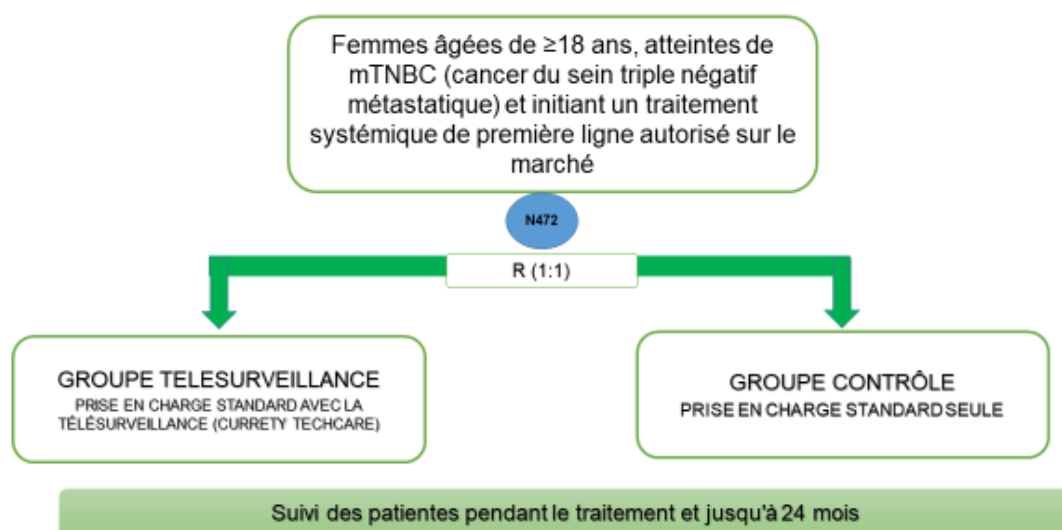 Femmes âgées de ≥18 ans, atteintes de
mTNBC (cancer du sein triple négatif
métastatique) et initiant un traitement
systémique de première ligne autorisé sur le
marché
N472
R (1:1)
GROUPE TELESURVEILLANCE
PRISE EN CHARGE STANDARD AVEC LA
TÉLÉSURVEILLANCE (CURRETY TECHCARE)
GROUPE CONTRÔLE
PRISE EN CHARGE STANDARD SEULE
Suivi des patientes pendant le traitement et jusqu'à 24 mois